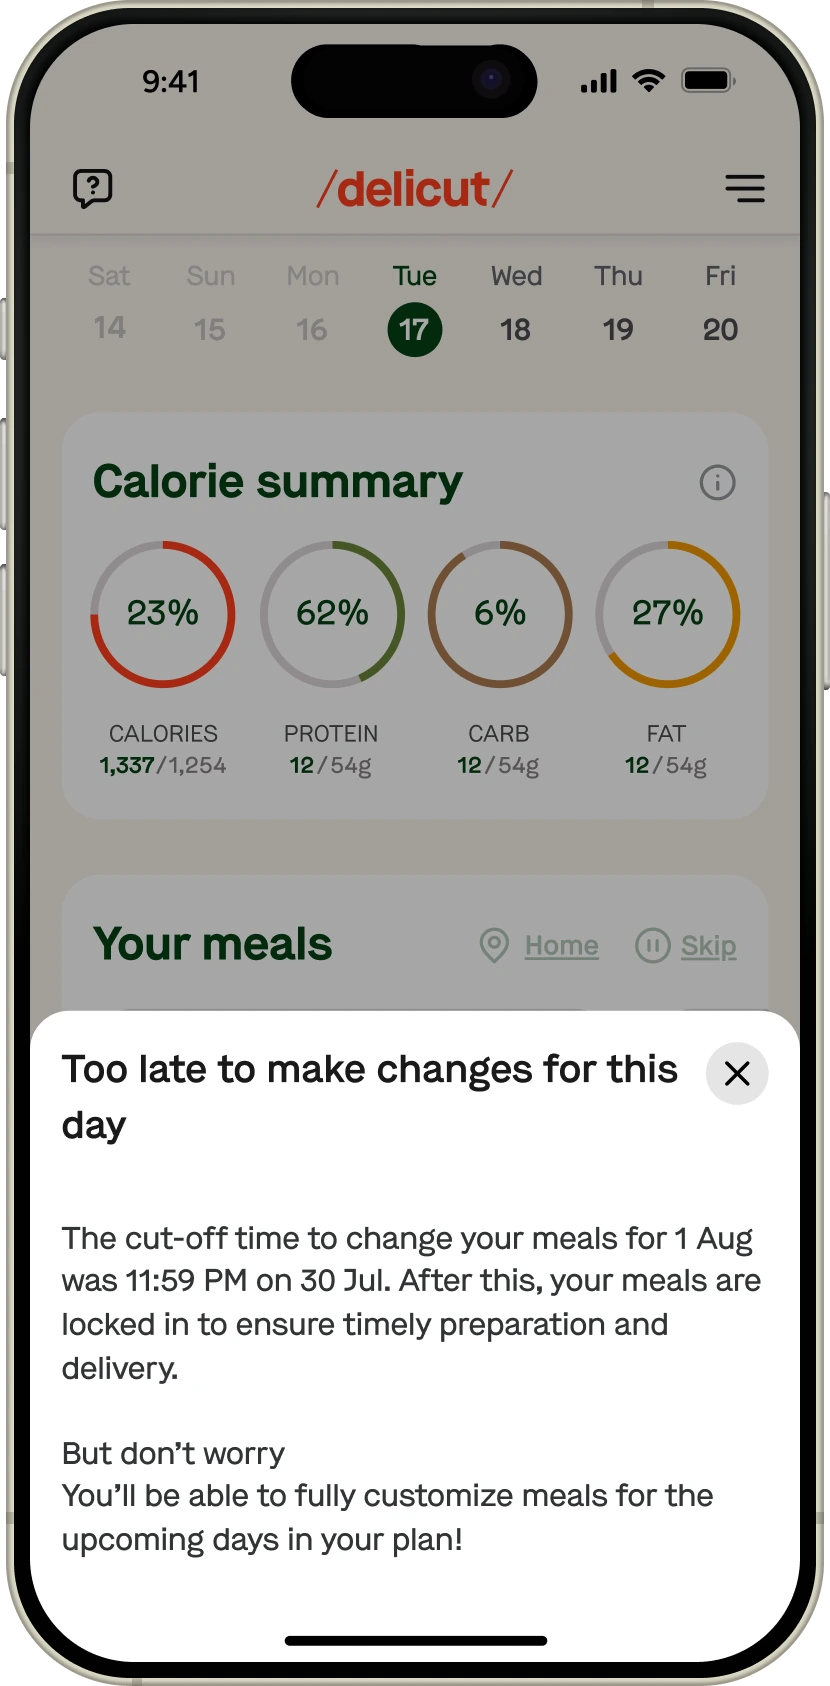 9:41
/delicut/
Sat Sun Mon Tue Wed Thu Fri
14 15 16 17 18 19 20
Calorie summary
23% 62% 6% 27%
CALORIES PROTEIN CARB FAT
1,337/1,254 12/54g 12/54g 12/54g
Your meals Home Skip
Too late to make changes for this
day
The cut-off time to change your meals for 1 Aug
was 11:59 PM on 30 Jul. After this, your meals are
locked in to ensure timely preparation and
delivery.
But don’t worry
You’ll be able to fully customize meals for the
upcoming days in your plan!